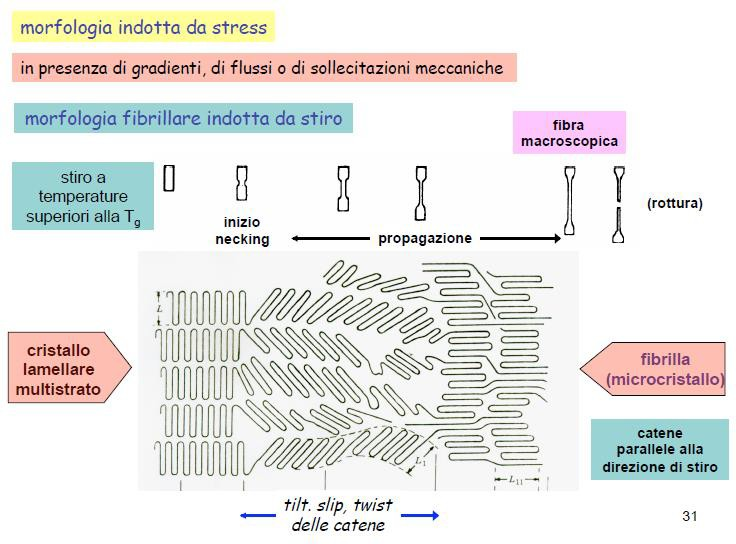 morfologia indotta da stress
in presenza di gradienti, di flussi o di sollecitazioni meccaniche
morfologia fibrillare indotta da stiro
fibra
macroscopica
stiro a
temperature
superiori alla Tg
inizio
necking
propagazione
(rottura)
L
cristallo
lamellare
multistrato
fibrilla
(microcristallo)
catene
parallele alla
direzione di stiro
L1
L11
tilt. slip, twist
delle catene
31